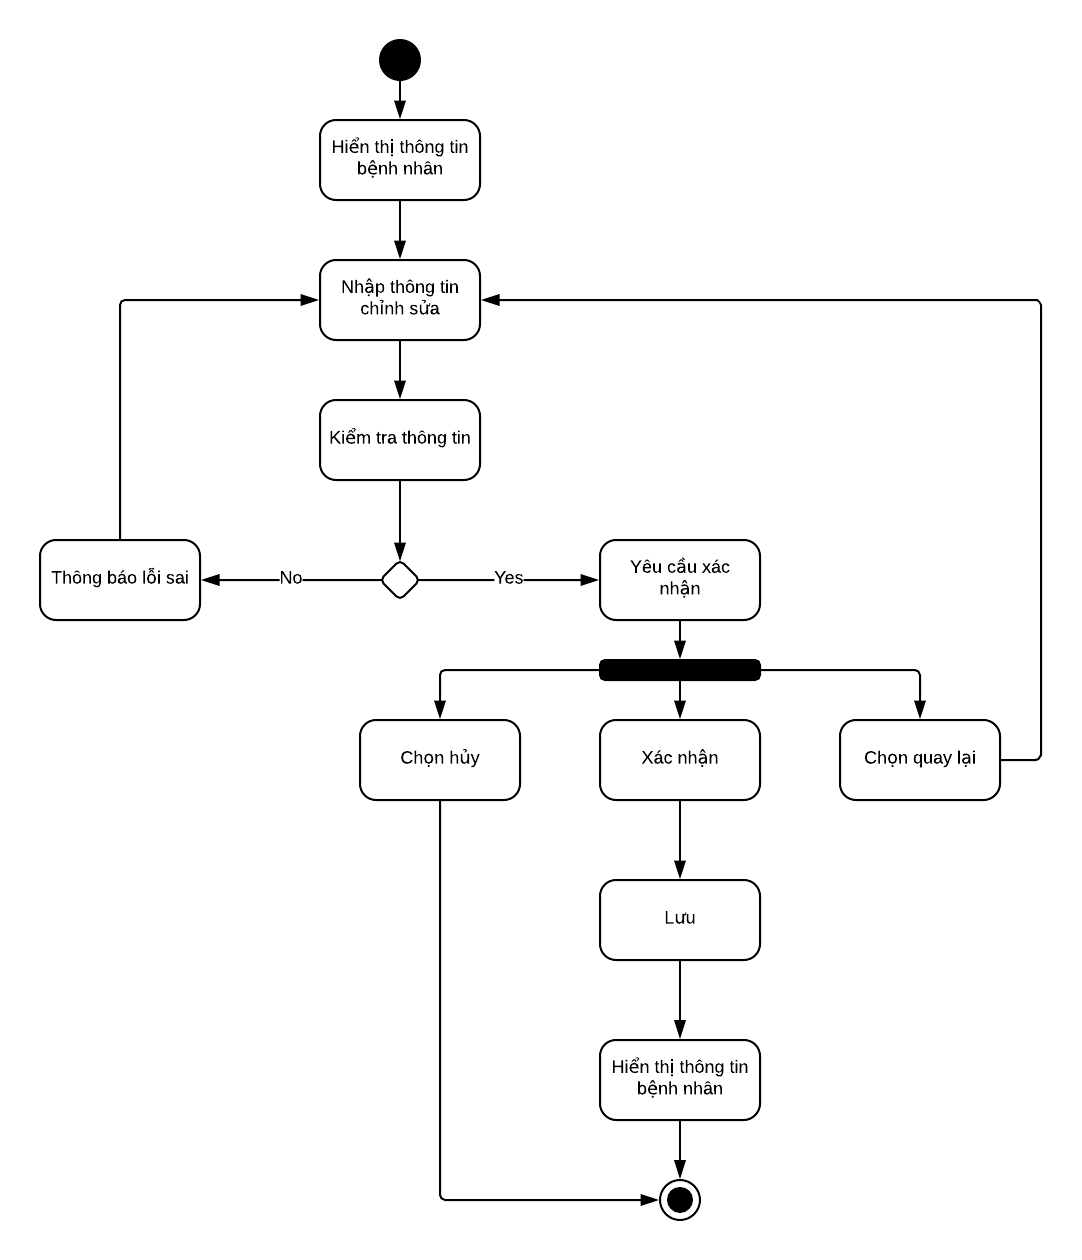 Hiển thị thông tin
bệnh nhân
Nhập thông tin
chỉnh sửa
Kiểm tra thông tin
Thông báo lỗi sai
No
Yes
Yêu cầu xác
nhận
Chọn hủy
Xác nhận
Chọn quay lại
Lưu
Hiển thị thông tin
bệnh nhân